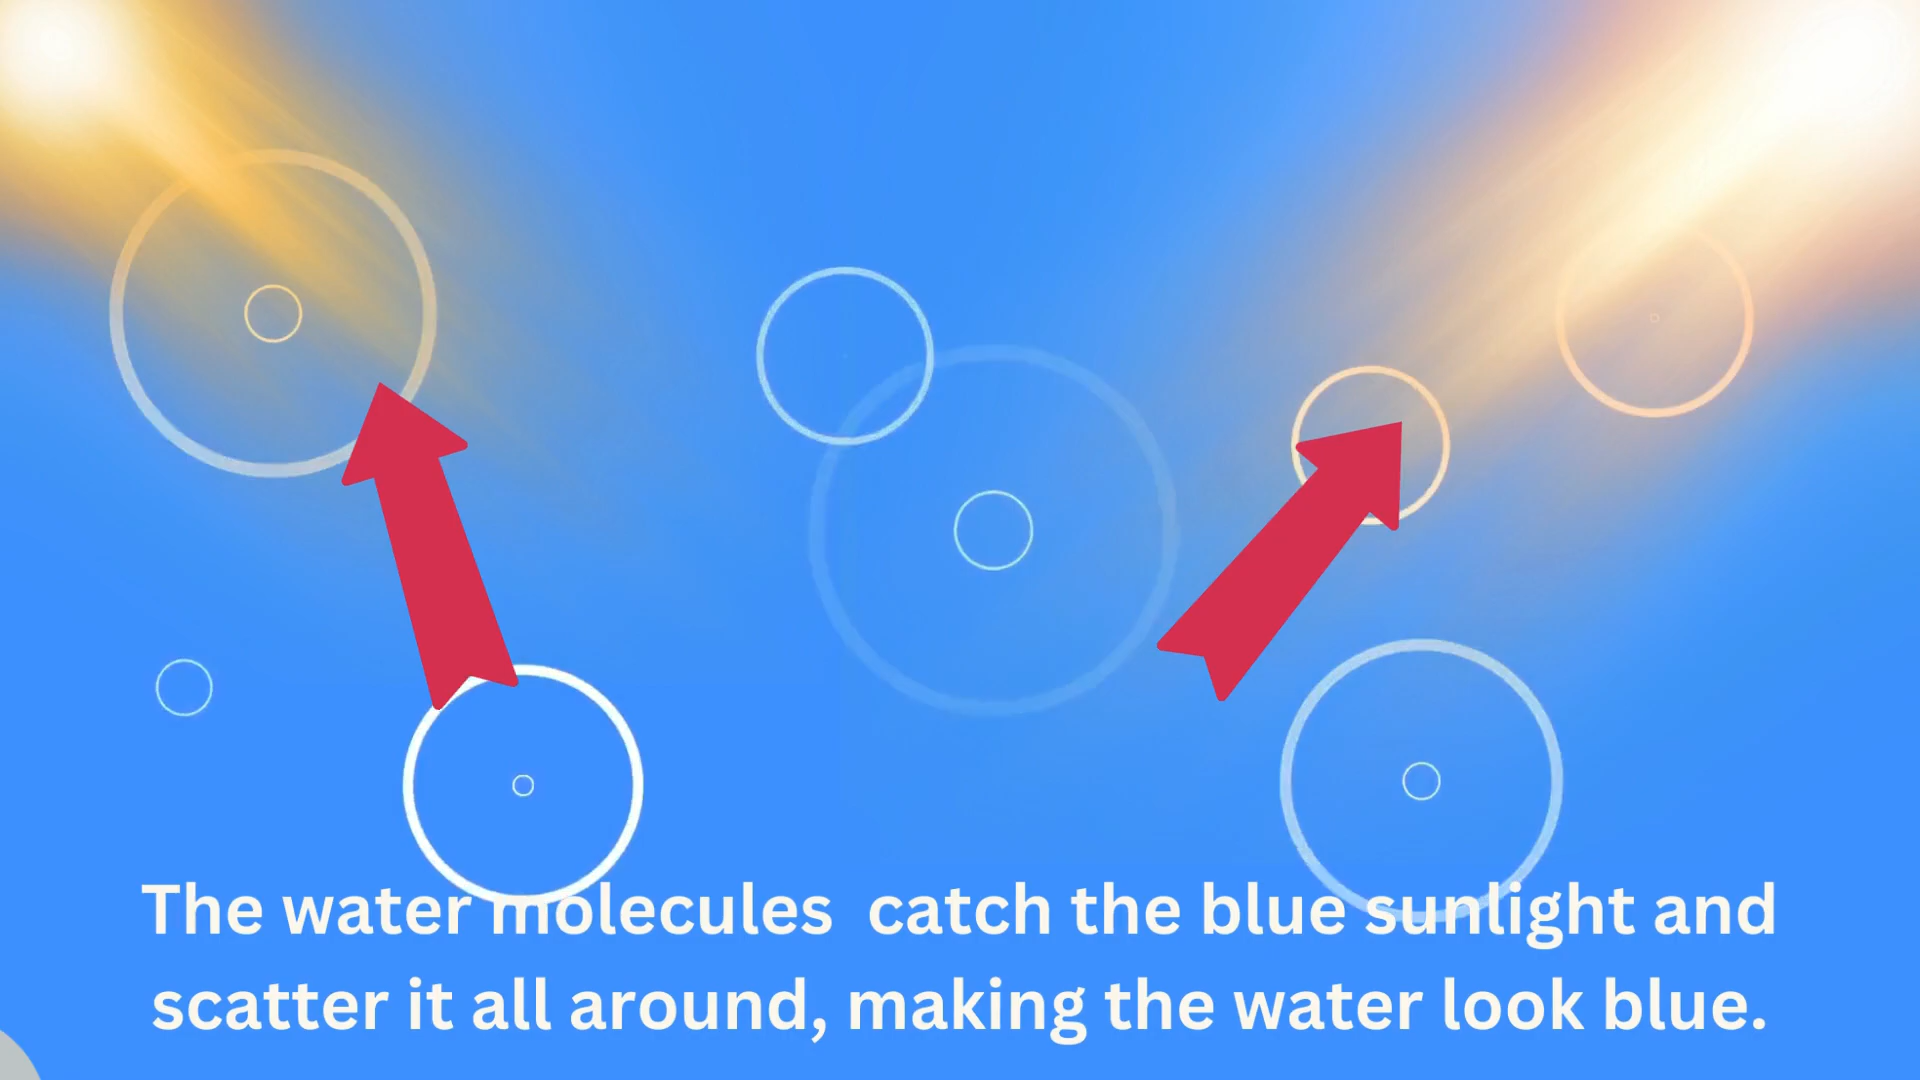 The water molecules  catch the blue sunlight and
scatter it all around, making the water look blue.